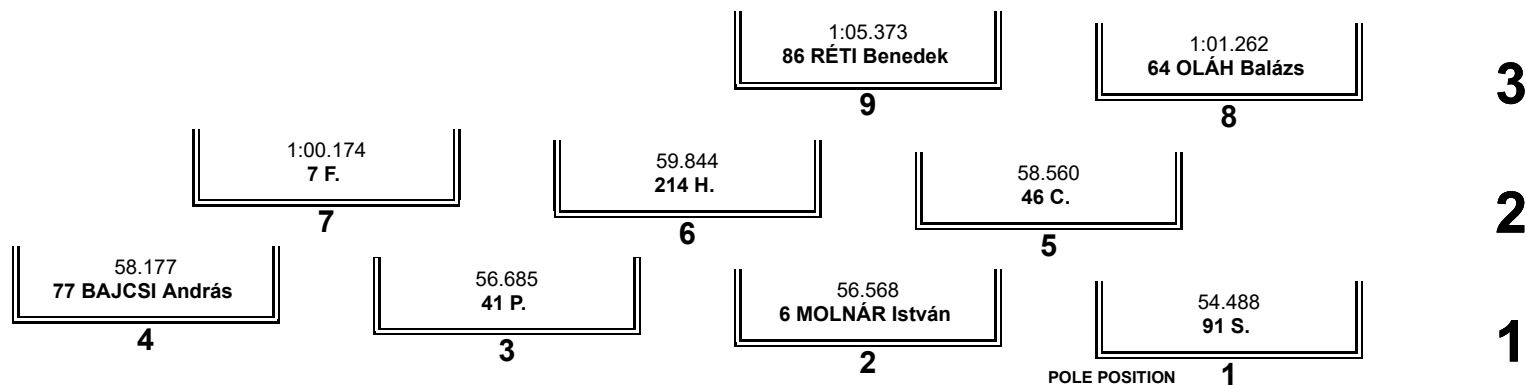 1:05.373
86 RÉTI Benedek
9
1:01.262
64 OLÁH Balázs
8
3
1:00.174
7 F.
7
59.844
214 H.
6
58.560
46 C.
5
2
58.177
77 BAJCSI András
4
56.685
41 P.
3
56.568
6 MOLNÁR István
2
54.488
91 S.
POLE POSITION 1
1